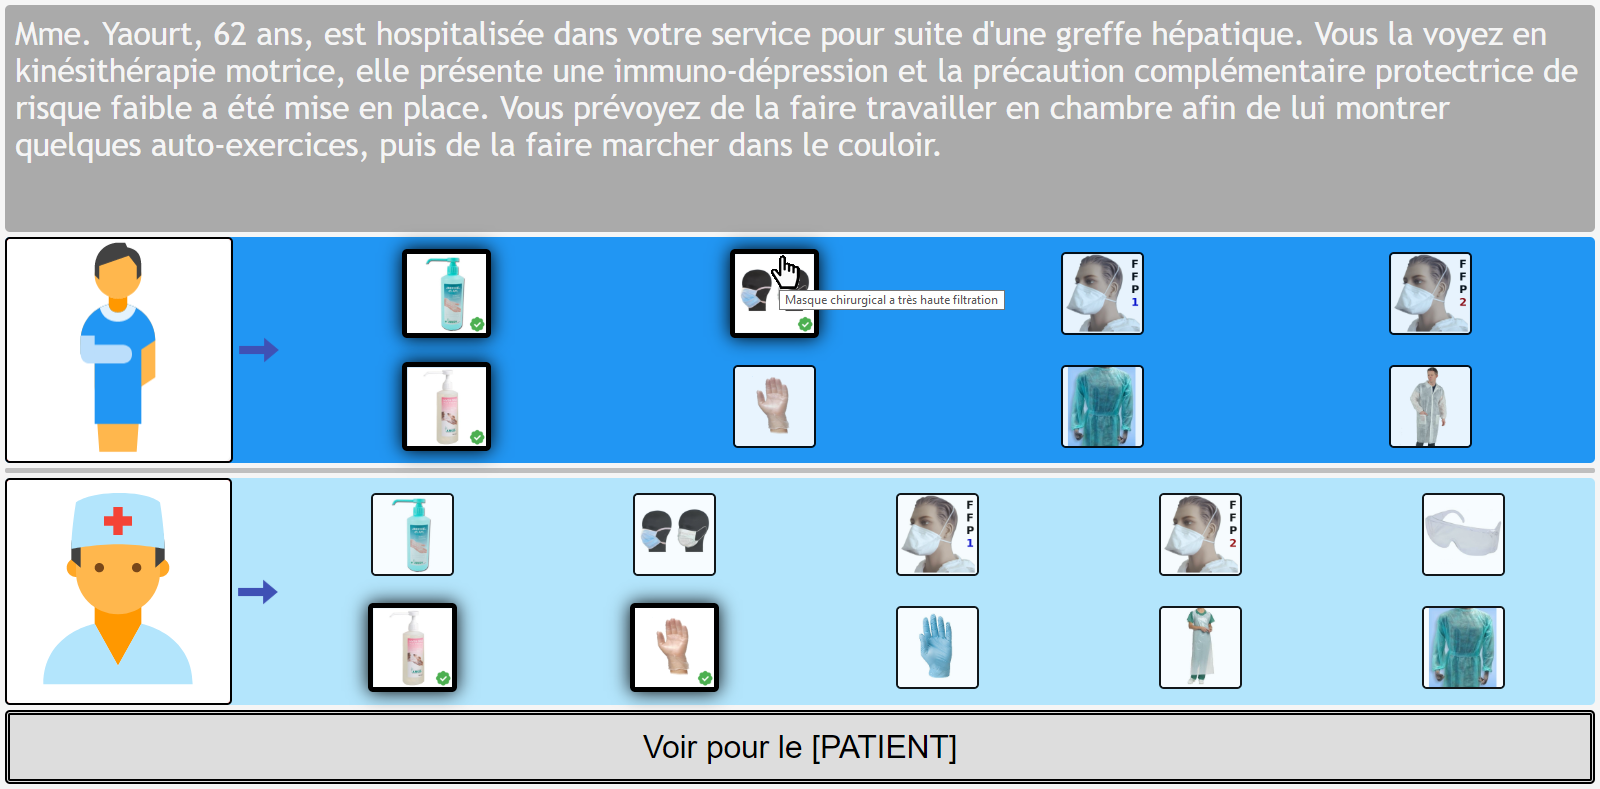 Mme. Yaourt, 62 ans, est hospitalisée dans votre service pour suite d'une greffe hépatique. Vous la voyez en
kinésithérapie motrice, elle présente une immuno-dépression et la précaution complémentaire protectrice de
risque faible a été mise en place. Vous prévoyez de la faire travailler en chambre afin de lui montrer
quelques auto-exercices, puis de la faire marcher dans le couloir.
FFP1
FFP2
Masque chirurgical a très haute filtration
FFP1
FFP2
Voir pour le [PATIENT]